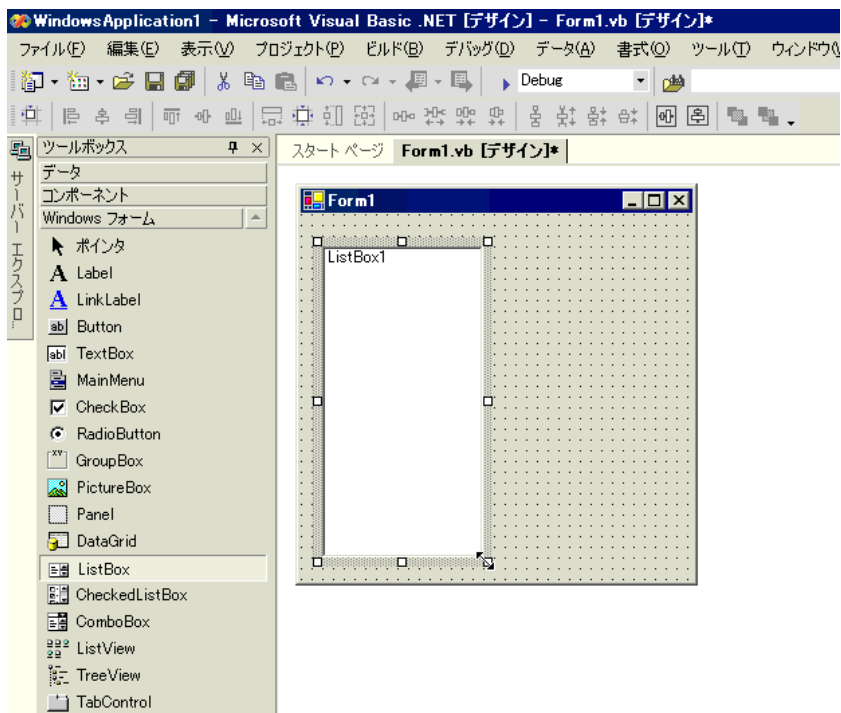 WindowsApplication1 - Microsoft Visual Basic .NET [デザイン] - Form1.vb [デザイン]*
ファイル(F) 編集(E) 表示(V) プロジェクト(P) ビルド(B) デバッグ(D) データ(A) 書式(O) ツール(T) ウィンドウ(
Debug
ツールボックス
スタート ページ Form1.vb [デザイン]*
サーバー エクスプロ...
データ
コンポーネント
Windows フォーム
ポインタ
A Label
A LinkLabel
ab Button
abl TextBox
MainMenu
CheckBox
RadioButton
XY GroupBox
PictureBox
Panel
DataGrid
ListBox
CheckedListBox
ComboBox
ListView
TreeView
TabControl
Form1
ListBox1